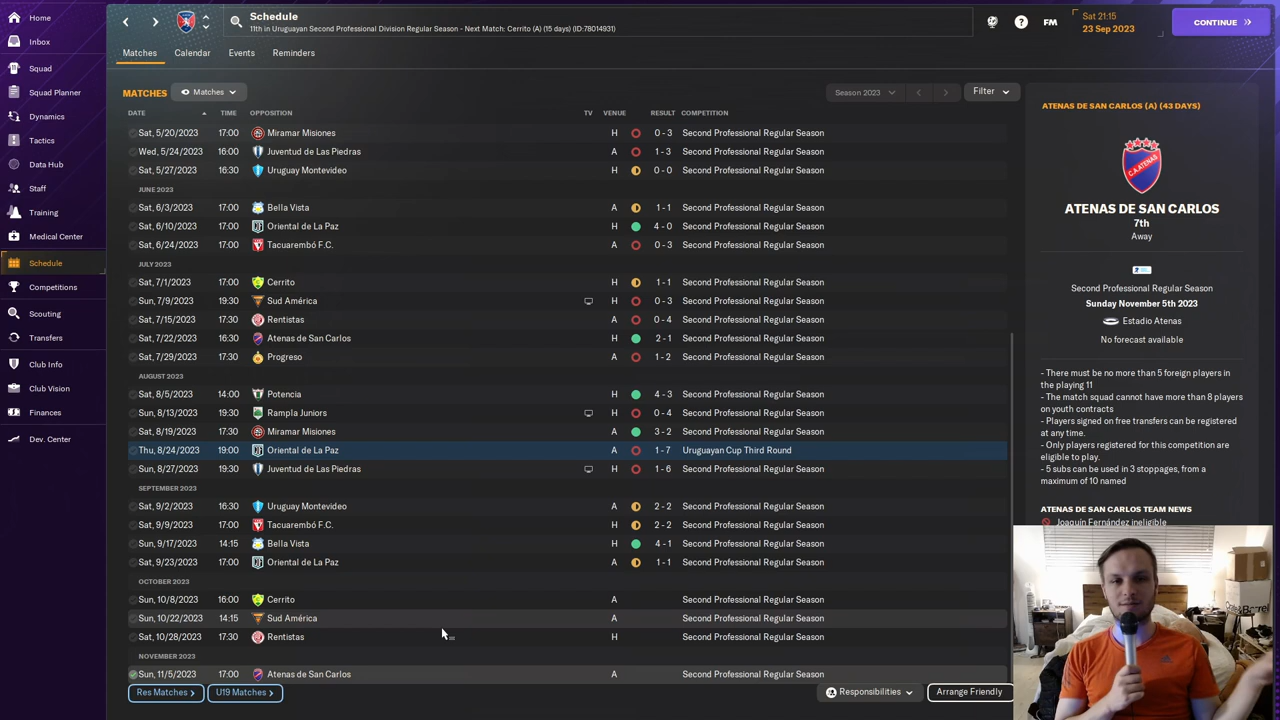 Home
Inbox
Squad
Squad Planner
Dynamics
Tactics
Data Hub
Staff
Training
Medical Center
Schedule
Competitions
Scouting
Transfers
Club Info
Club Vision
Finances
Dev. Center
Schedule
11th in Uruguayan Second Professional Division Regular Season - Next Match: Cerrito (A) (15 days) (ID:78014931)
FM
Sat 21:15
23 Sep 2023
CONTINUE
Matches Calendar Events Reminders
MATCHES Matches Season 2023 Filter
DATE TIME OPPOSITION TV VENUE RESULT COMPETITION
Sat, 5/20/2023 17:00 Miramar Misiones H 0 - 3 Second Professional Regular Season
Wed, 5/24/2023 16:00 Juventud de Las Piedras A 1 - 3 Second Professional Regular Season
Sat, 5/27/2023 16:30 Uruguay Montevideo H 0 - 0 Second Professional Regular Season
JUNE 2023
Sat, 6/3/2023 17:00 Bella Vista A 1 - 1 Second Professional Regular Season
Sat, 6/10/2023 17:00 Oriental de La Paz H 4 - 0 Second Professional Regular Season
Sat, 6/24/2023 17:00 Tacuarembó F.C. A 0 - 3 Second Professional Regular Season
JULY 2023
Sat, 7/1/2023 17:00 Cerrito H 1 - 1 Second Professional Regular Season
Sun, 7/9/2023 19:30 Sud América H 0 - 3 Second Professional Regular Season
Sat, 7/15/2023 17:30 Rentistas A 0 - 4 Second Professional Regular Season
Sat, 7/22/2023 16:30 Atenas de San Carlos H 2 - 1 Second Professional Regular Season
Sat, 7/29/2023 17:30 Progreso A 1 - 2 Second Professional Regular Season
AUGUST 2023
Sat, 8/5/2023 14:00 Potencia H 4 - 3 Second Professional Regular Season
Sun, 8/13/2023 19:30 Rampla Juniors H 0 - 4 Second Professional Regular Season
Sat, 8/19/2023 17:30 Miramar Misiones A 3 - 2 Second Professional Regular Season
Thu, 8/24/2023 19:00 Oriental de La Paz A 1 - 7 Uruguayan Cup Third Round
Sun, 8/27/2023 19:30 Juventud de Las Piedras H 1 - 6 Second Professional Regular Season
SEPTEMBER 2023
Sat, 9/2/2023 16:30 Uruguay Montevideo A 2 - 2 Second Professional Regular Season
Sat, 9/9/2023 17:00 Tacuarembó F.C. H 2 - 2 Second Professional Regular Season
Sun, 9/17/2023 14:15 Bella Vista H 4 - 1 Second Professional Regular Season
Sat, 9/23/2023 17:00 Oriental de La Paz A 1 - 1 Second Professional Regular Season
OCTOBER 2023
Sun, 10/8/2023 16:00 Cerrito A Second Professional Regular Season
Sun, 10/22/2023 14:15 Sud América A Second Professional Regular Season
Sat, 10/28/2023 17:30 Rentistas H Second Professional Regular Season
NOVEMBER 2023
Sun, 11/5/2023 17:00 Atenas de San Carlos A Second Professional Regular Season
Res Matches U19 Matches Responsibilities Arrange Friendly
ATENAS DE SAN CARLOS (A) (43 DAYS)
C.A. ATENAS
ATENAS DE SAN CARLOS
7th
Away
Second Professional Regular Season
Sunday November 5th 2023
Estadio Atenas
No forecast available
- There must be no more than 5 foreign players in
the playing 11
- The match squad cannot have more than 8 players
on youth contracts
- Players signed on free transfers can be registered
at any time.
- Only players registered for this competition are
eligible to play.
- 5 subs can be used in 3 stoppages, from a
maximum of 10 named
ATENAS DE SAN CARLOS TEAM NEWS
Joaquín Fernández ineligible